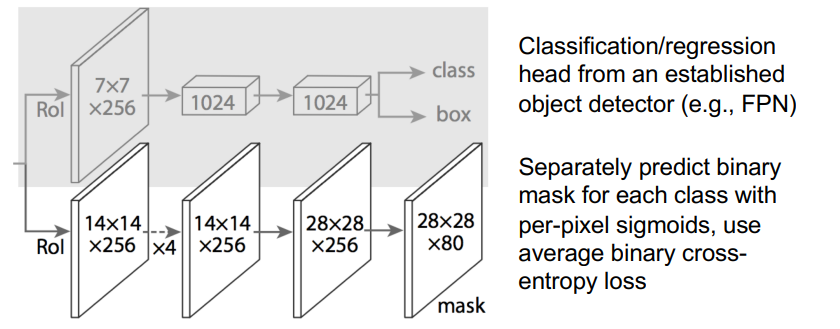 RoI
7×7
×256
1024
1024
class
box
RoI
14×14
×256
×4
14×14
×256
28×28
×256
28×28
×80
mask
Classification/regression
head from an established
object detector (e.g., FPN)
Separately predict binary
mask for each class with
per-pixel sigmoids, use
average binary cross-
entropy loss